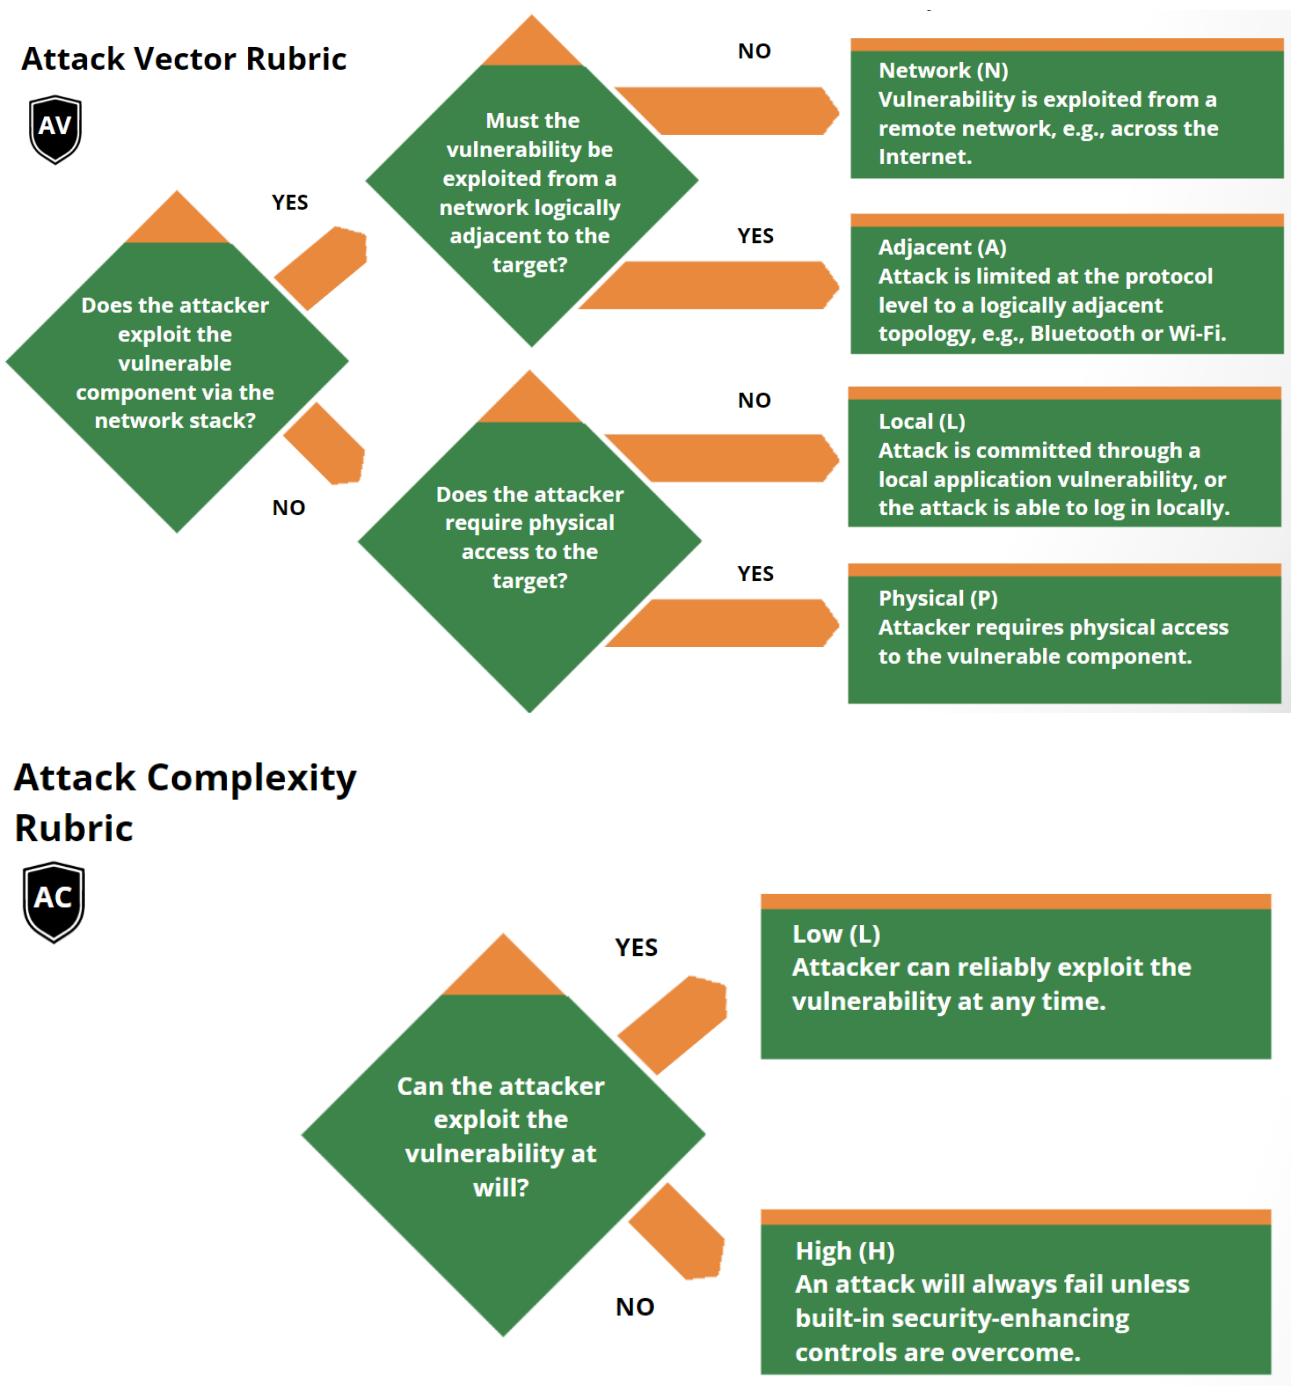 Attack Vector Rubric
AV
Does the attacker
exploit the
vulnerable
component via the
network stack?
YES
NO
Must the
vulnerability be
exploited from a
network logically
adjacent to the
target?
NO
YES
Network (N)
Vulnerability is exploited from a
remote network, e.g., across the
Internet.
Adjacent (A)
Attack is limited at the protocol
level to a logically adjacent
topology, e.g., Bluetooth or Wi-Fi.
Does the attacker
require physical
access to the
target?
NO
YES
Local (L)
Attack is committed through a
local application vulnerability, or
the attack is able to log in locally.
Physical (P)
Attacker requires physical access
to the vulnerable component.
Attack Complexity
Rubric
AC
Can the attacker
exploit the
vulnerability at
will?
YES
NO
Low (L)
Attacker can reliably exploit the
vulnerability at any time.
High (H)
An attack will always fail unless
built-in security-enhancing
controls are overcome.